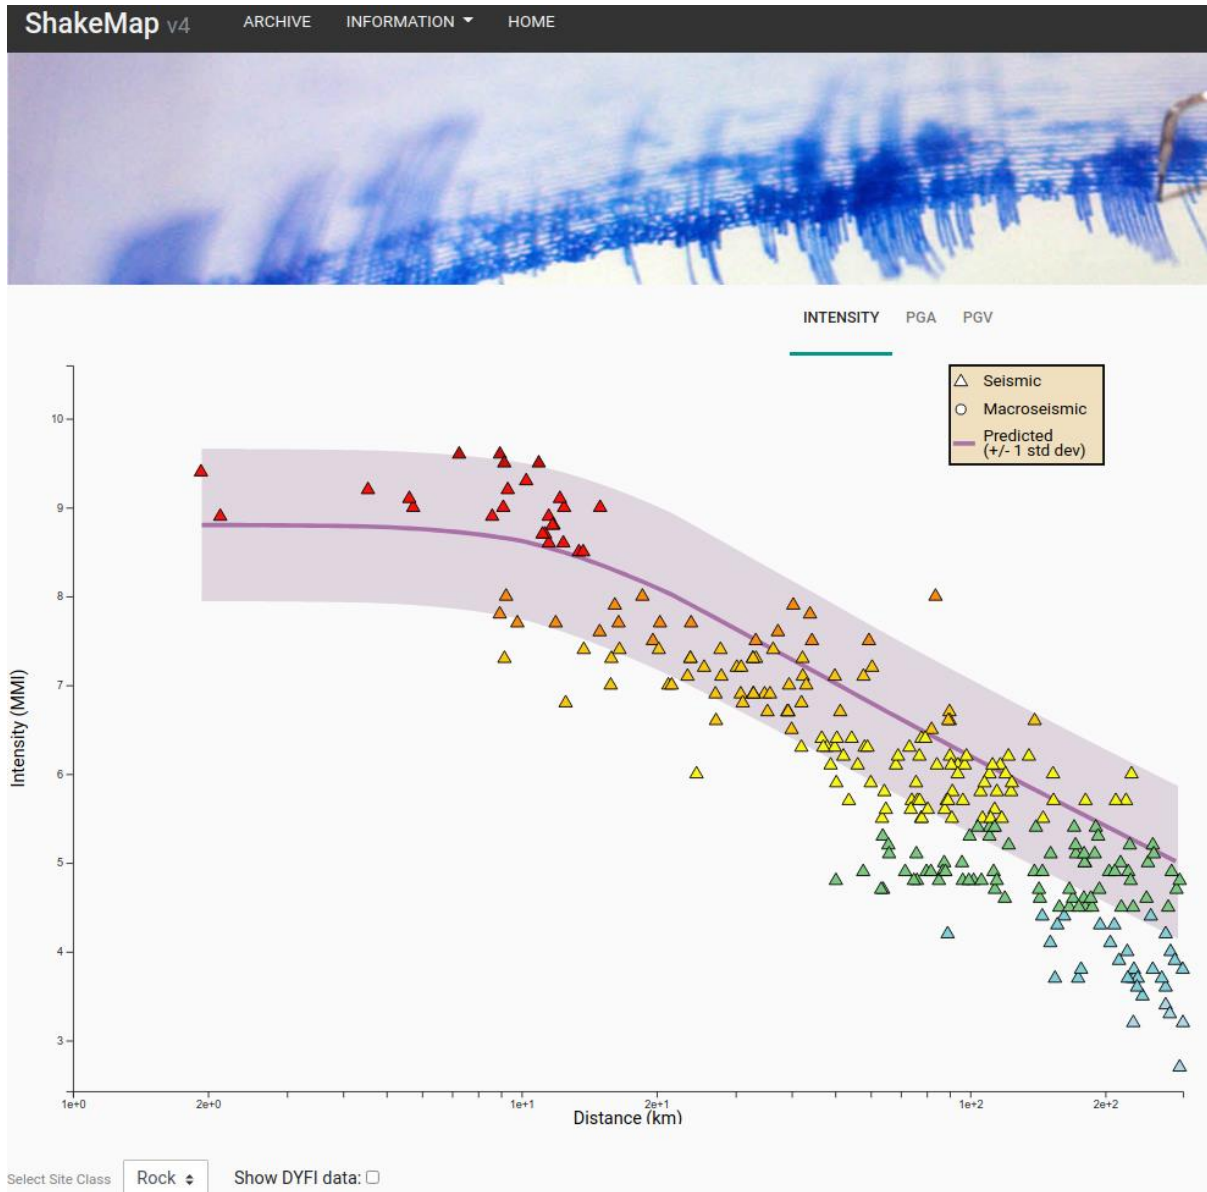 ShakeMap v4 ARCHIVE INFORMATION HOME
INTENSITY PGA PGV
Seismic
Macroseismic
Predicted
(+/- 1 std dev)
10
9
8
7
6
5
4
3
Intensity (MMI)
1e+0 2e+0 1e+1 2e+1 1e+2 2e+2
Distance (km)
Select Site Class Rock Show DYFI data: